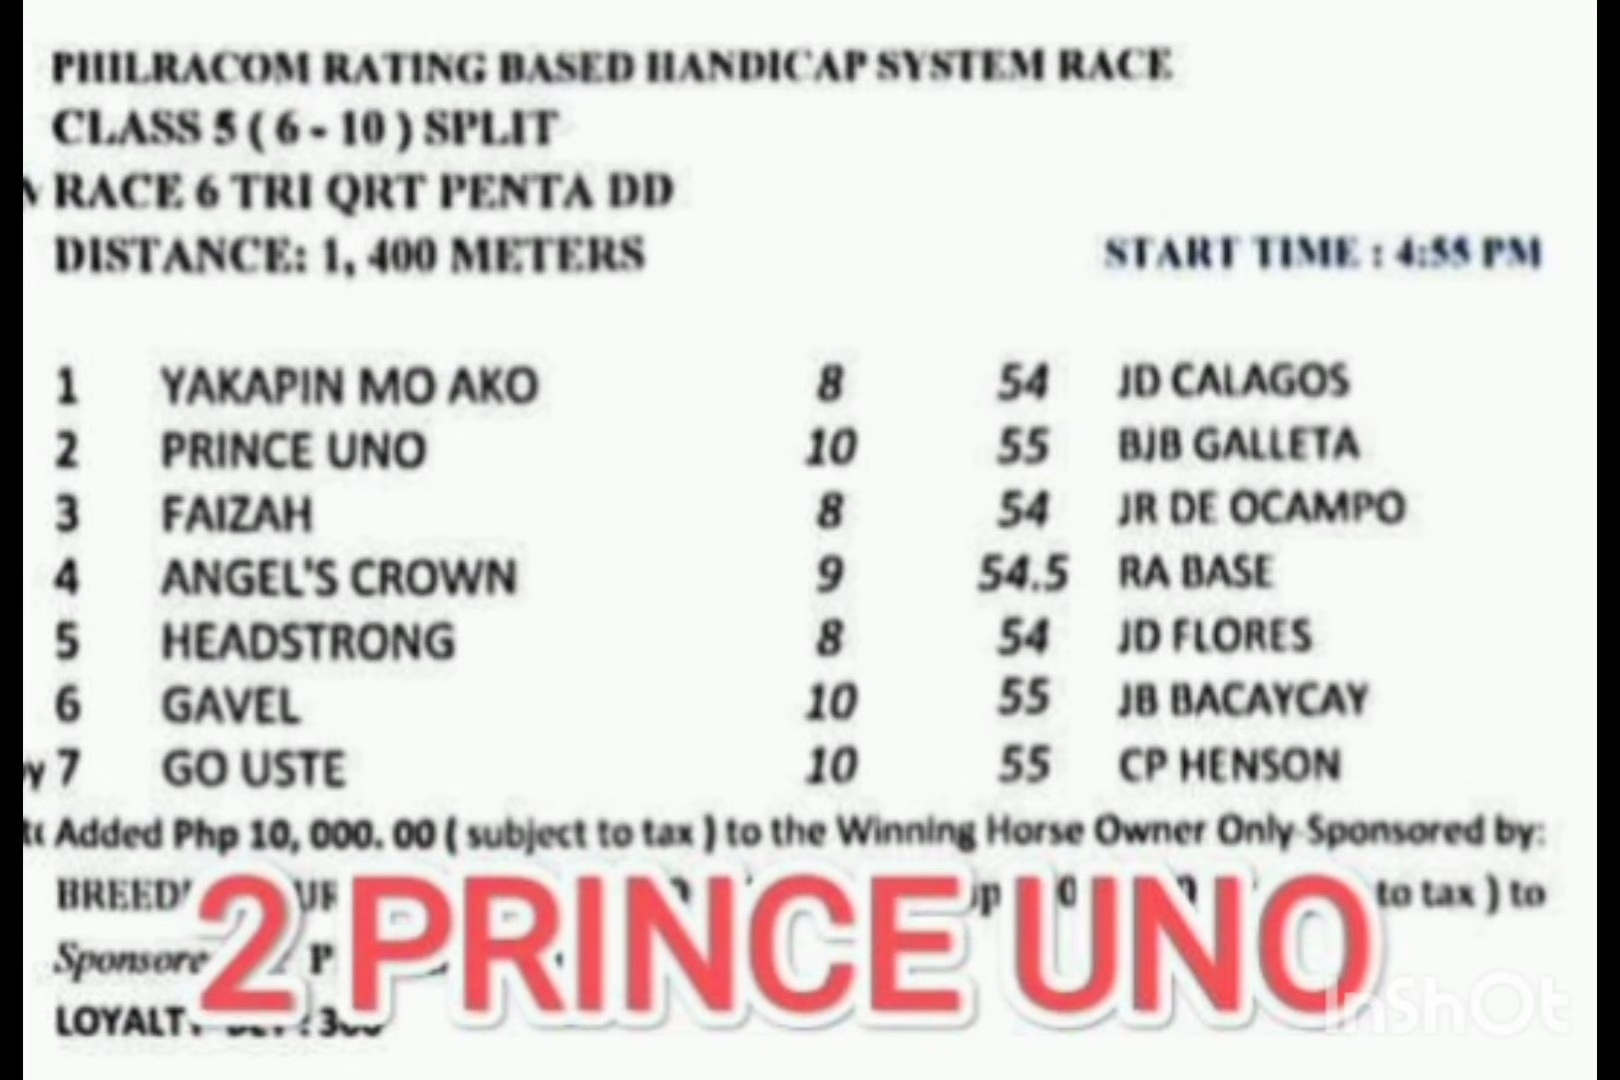 PHILRACOM RATING BASED HANDICAP SYSTEM RACE
CLASS 5 ( 6 - 10 ) SPLIT
RACE 6 TRI QRT PENTA DD
DISTANCE: 1, 400 METERS START TIME : 4:55 PM
1 YAKAPIN MO AKO 8 54 JD CALAGOS
2 PRINCE UNO 10 55 BJB GALLETA
3 FAIZAH 8 54 JR DE OCAMPO
4 ANGEL'S CROWN 9 54.5 RA BASE
5 HEADSTRONG 8 54 JD FLORES
6 GAVEL 10 55 JB BACAYCAY
7 GO USTE 10 55 CP HENSON
Added Php 10, 000. 00 ( subject to tax ) to the Winning Horse Owner Only Sponsored by:
to tax ) to
2 PRINCE UNO
InShOt